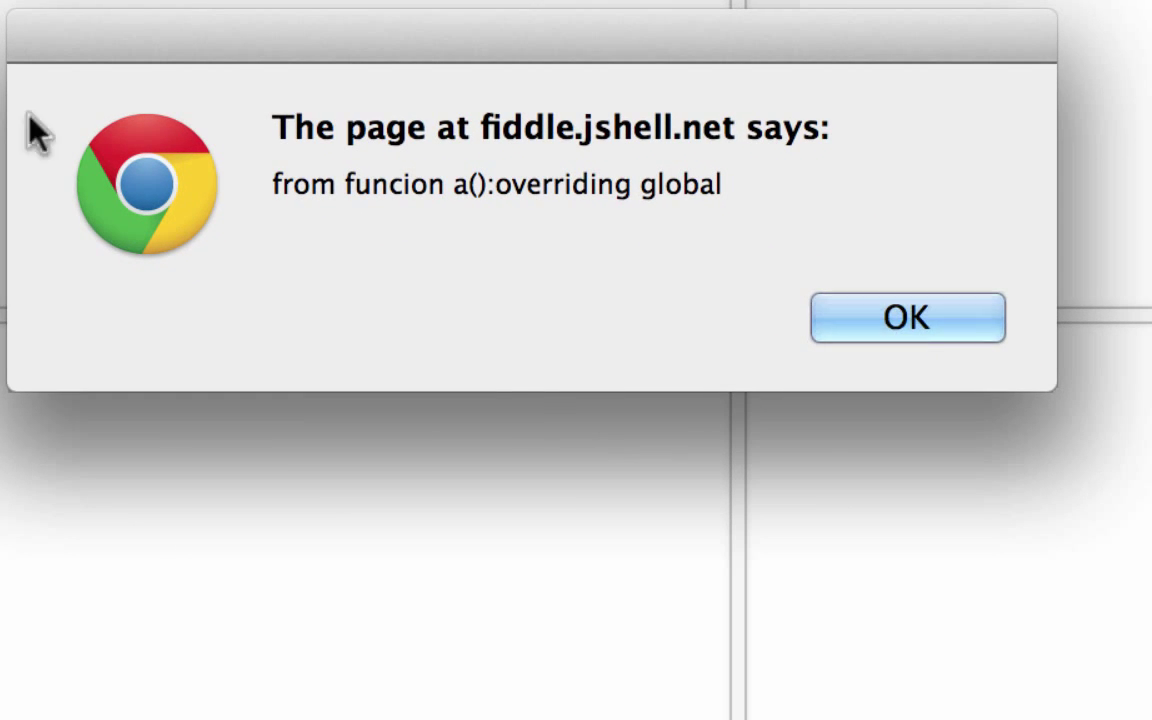 The page at fiddle.jshell.net says:
from funcion a():overriding global
OK